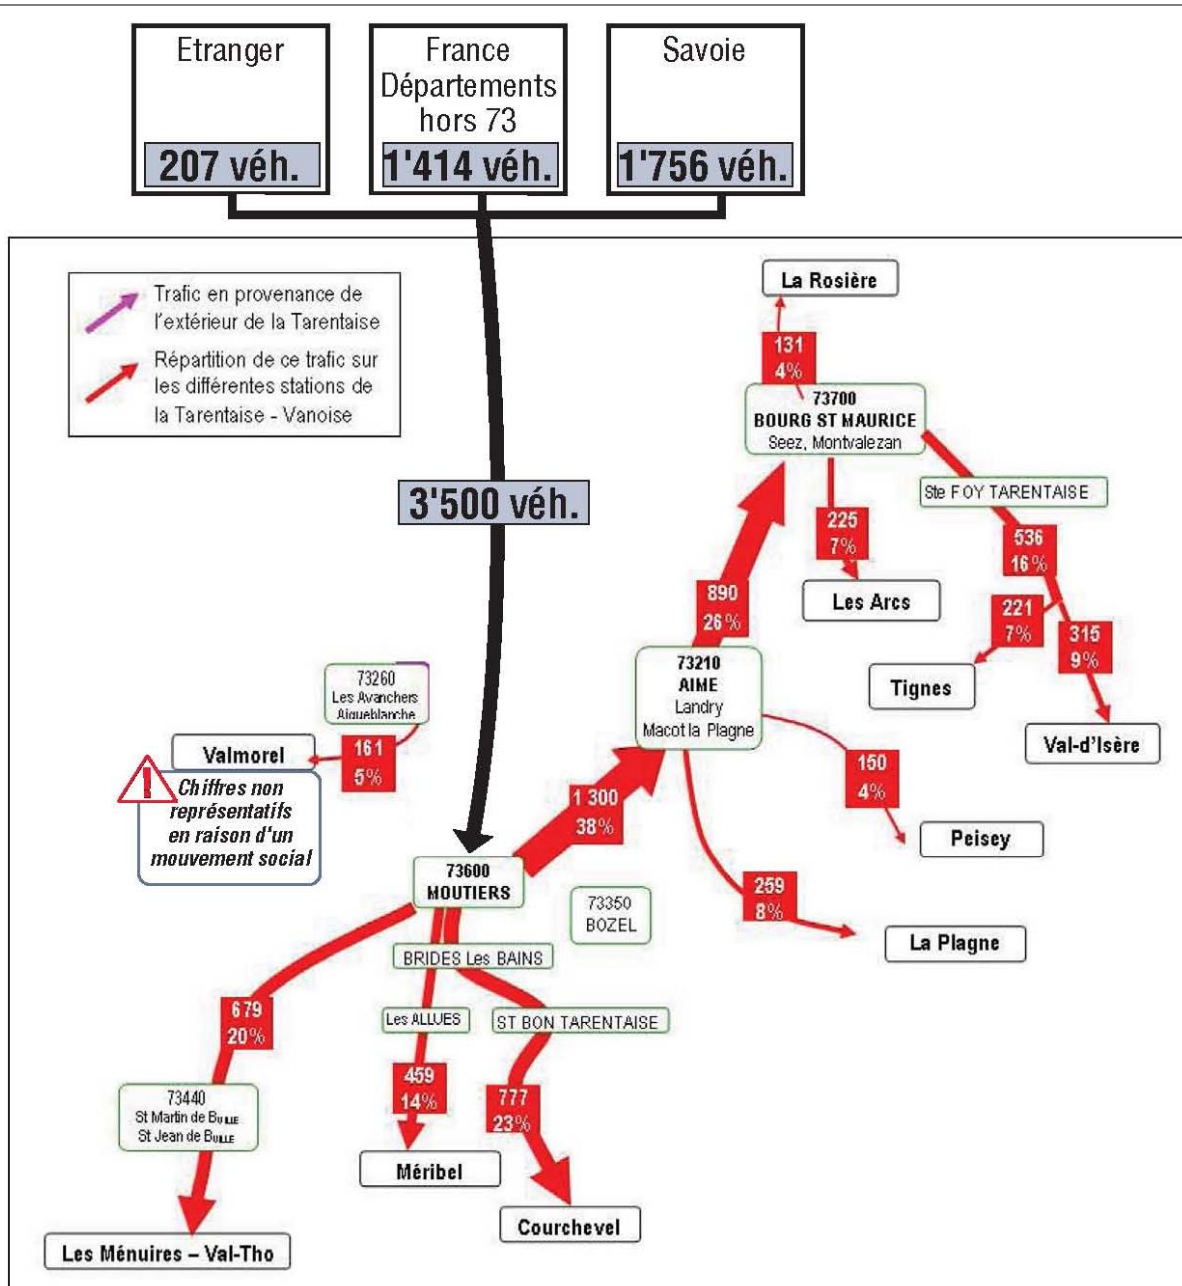 Etranger
207 véh.
France
Départements
hors 73
1'414 véh.
Savoie
1'756 véh.
Trafic en provenance de
l'extérieur de la Tarentaise
Répartition de ce trafic sur
les différentes stations de
la Tarentaise - Vanoise
3'500 véh.
La Rosière
131
4%
73700
BOURG ST MAURICE
Seez, Montvalezan
Ste FOY TARENTAISE
225
7%
536
16%
Les Arcs
890
26%
221
7%
315
9%
Tignes
Val-d'Isère
73210
AIME
Landry
Macot la Plagne
73260
Les Avanchers
Aigueblanche
Valmorel
161
5%
!
Chiffres non
représentatifs
en raison d'un
mouvement social
150
4%
Peisey
1 300
38%
73600
MOUTIERS
73350
BOZEL
259
8%
La Plagne
BRIDES Les BAINS
679
20%
Les ALLUES
ST BON TARENTAISE
459
14%
777
23%
73440
St Martin de BVILLE
St Jean de BVILLE
Méribel
Courchevel
Les Ménuires – Val-Tho